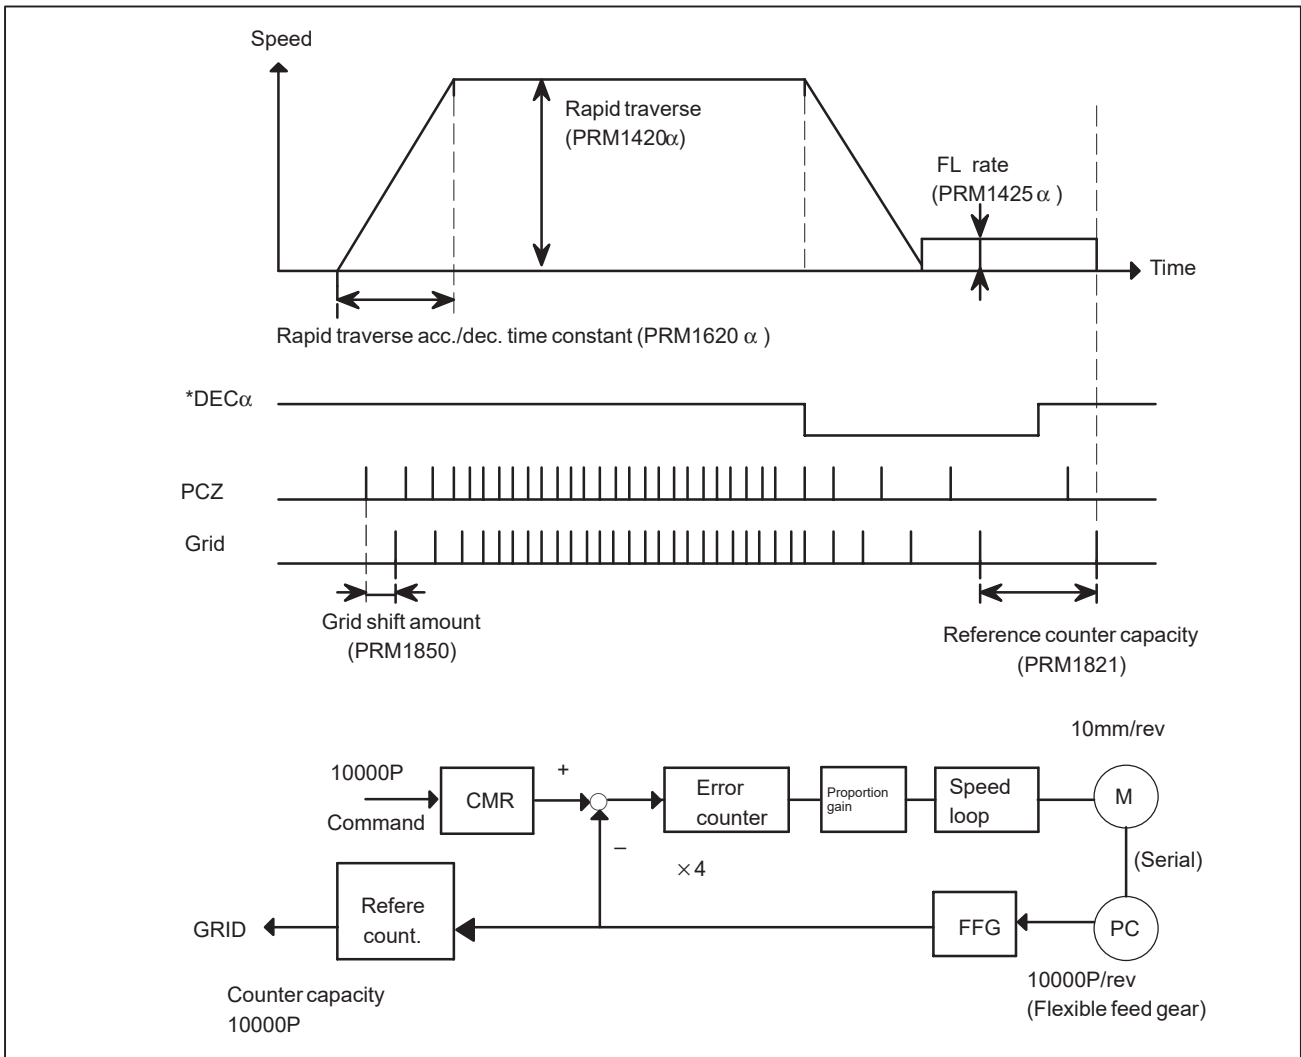 Speed
Rapid traverse
(PRM1420α)
FL rate
(PRM1425 α )
Time
Rapid traverse acc./dec. time constant (PRM1620 α )
*DECα
PCZ
Grid
Grid shift amount
(PRM1850)
Reference counter capacity
(PRM1821)
10mm/rev
10000P
Command
CMR
+
−
Error
counter
Proportion
gain
Speed
loop
M
×4
(Serial)
GRID
Refere
count.
FFG
PC
Counter capacity
10000P
10000P/rev
(Flexible feed gear)